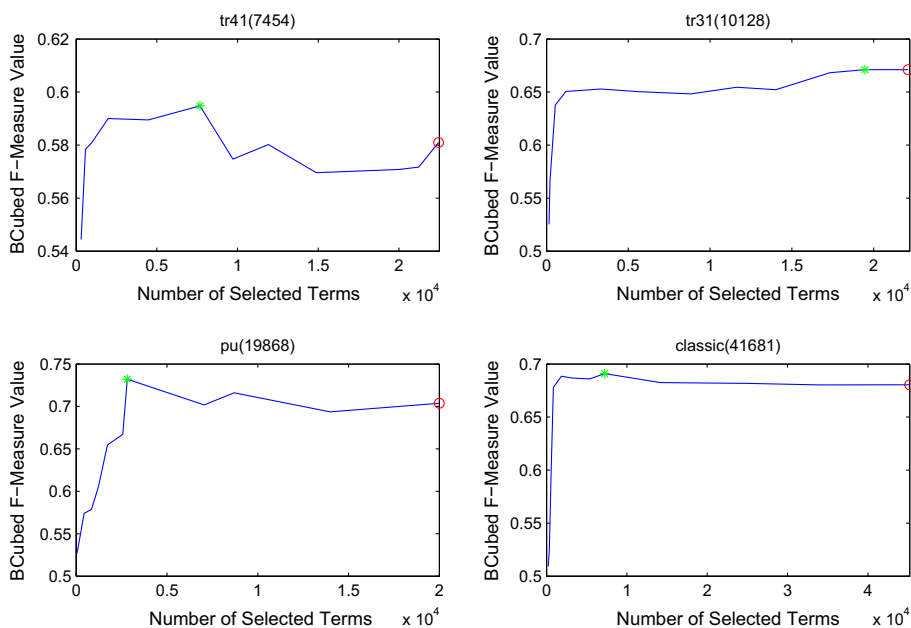 tr41(7454)
0.62
0.6
0.58
0.56
0.54
BCubed F−Measure Value
0 0.5 1 1.5 2
x 10^4
Number of Selected Terms
tr31(10128)
0.7
0.65
0.6
0.55
0.5
BCubed F−Measure Value
0 0.5 1 1.5 2
x 10^4
Number of Selected Terms
pu(19868)
0.75
0.7
0.65
0.6
0.55
0.5
BCubed F−Measure Value
0 0.5 1 1.5 2
x 10^4
Number of Selected Terms
classic(41681)
0.7
0.65
0.6
0.55
0.5
BCubed F−Measure Value
0 1 2 3 4
x 10^4
Number of Selected Terms